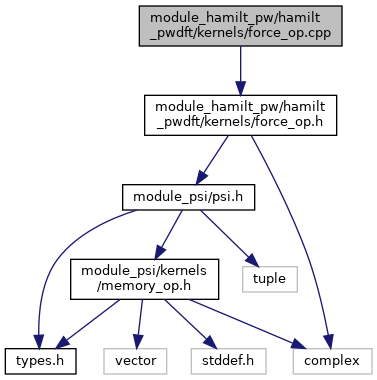 module_hamilt_pw/hamilt
_pwdft/kernels/force_op.cpp
module_hamilt_pw/hamilt
_pwdft/kernels/force_op.h
module_psi/psi.h
module_psi/kernels
/memory_op.h
tuple
types.h
vector
stddef.h
complex